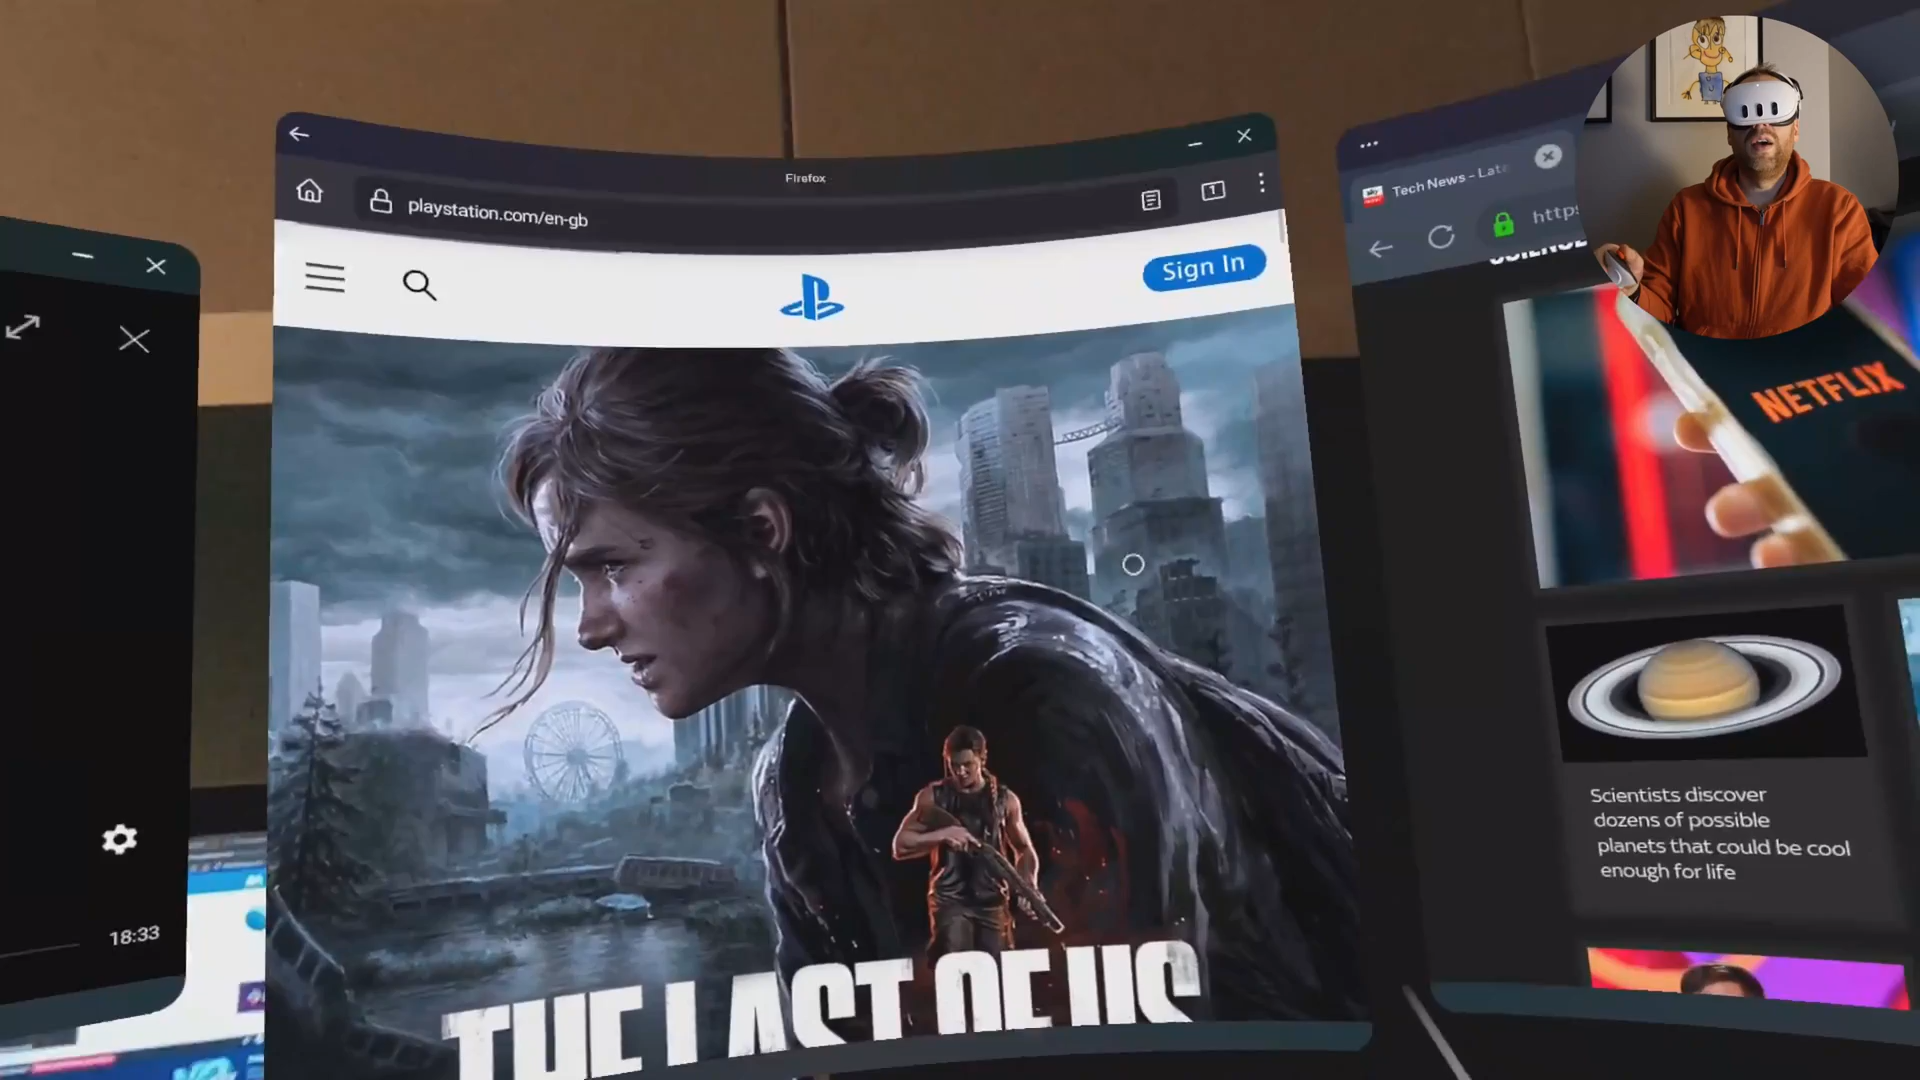 Firefox
playstation.com/en-gb
1
Sign In
THE LAST OF US
18:33
Tech News - Late
https
NETFLIX
Scientists discover
dozens of possible
planets that could be cool
enough for life